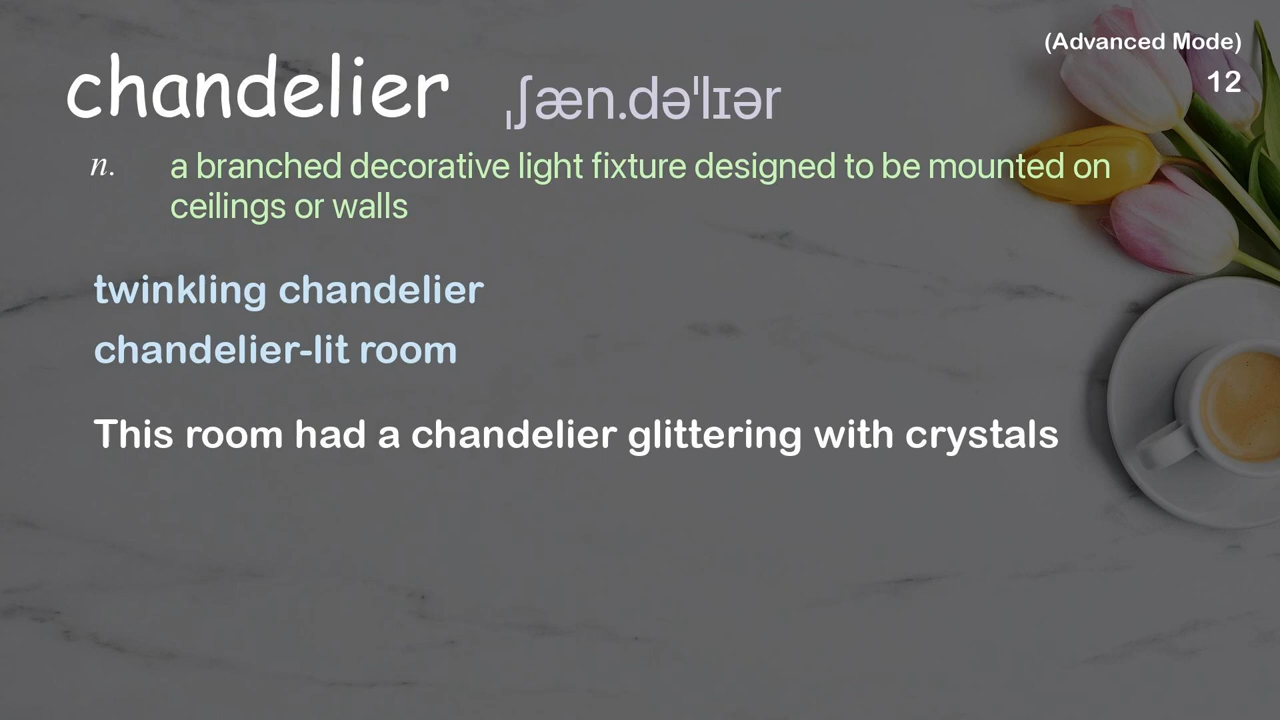 (Advanced Mode)
12
chandelier ˌʃæn.dəˈlɪər
n. a branched decorative light fixture designed to be mounted on
ceilings or walls
twinkling chandelier
chandelier-lit room
This room had a chandelier glittering with crystals